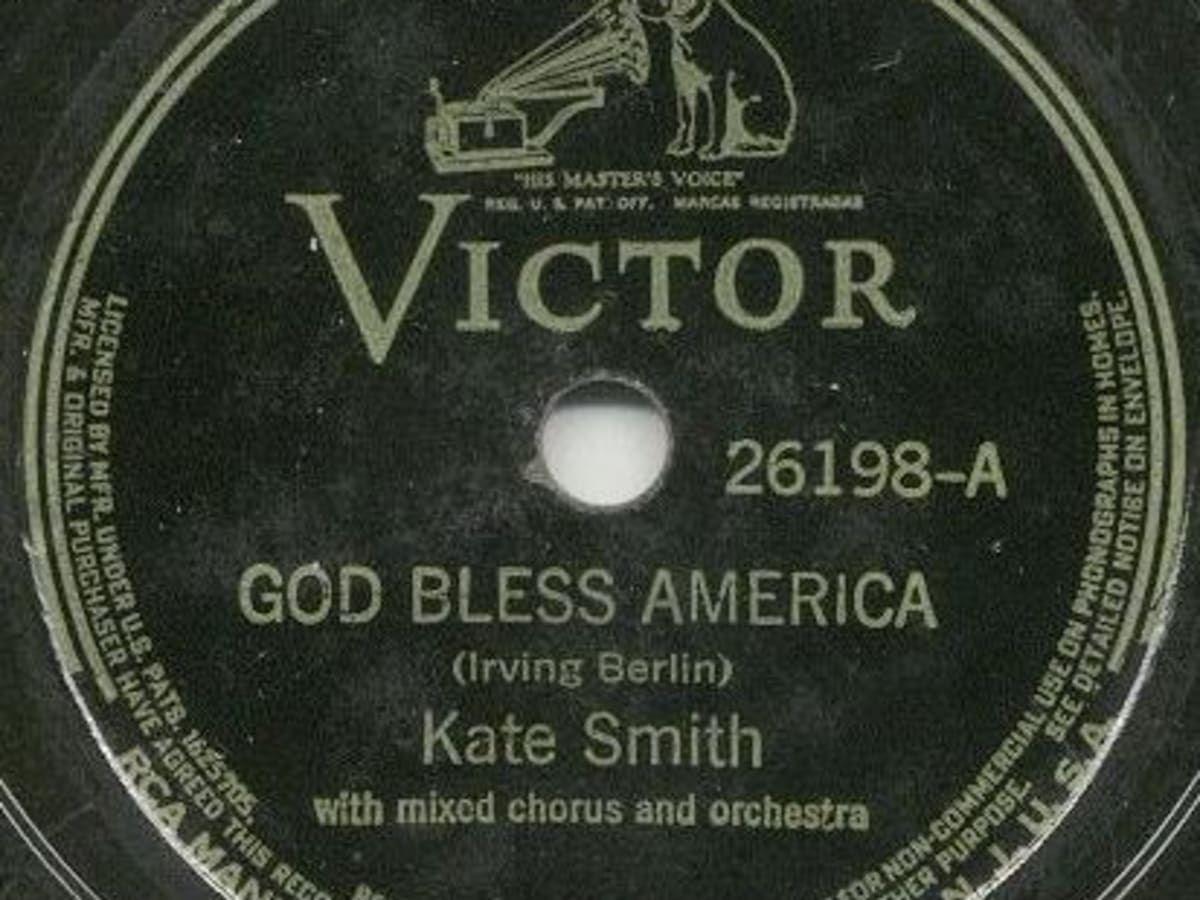 "HIS MASTER'S VOICE"
REG. U. S. PAT. OFF. MARCAS REGISTRADAS
VICTOR
26198-A
GOD BLESS AMERICA
(Irving Berlin)
Kate Smith
with mixed chorus and orchestra
LICENSED BY MFR. UNDER U.S. PATS. 1625705,
MFR. & ORIGINAL PURCHASER HAVE AGREED THIS RECO
RCA MAN
FOR NON-COMMERCIAL USE ON PHONOGRAPHS IN HOMES.
HER PURPOSE. SEE DETAILED NOTICE ON ENVELOPE.
N. J., U. S. A.